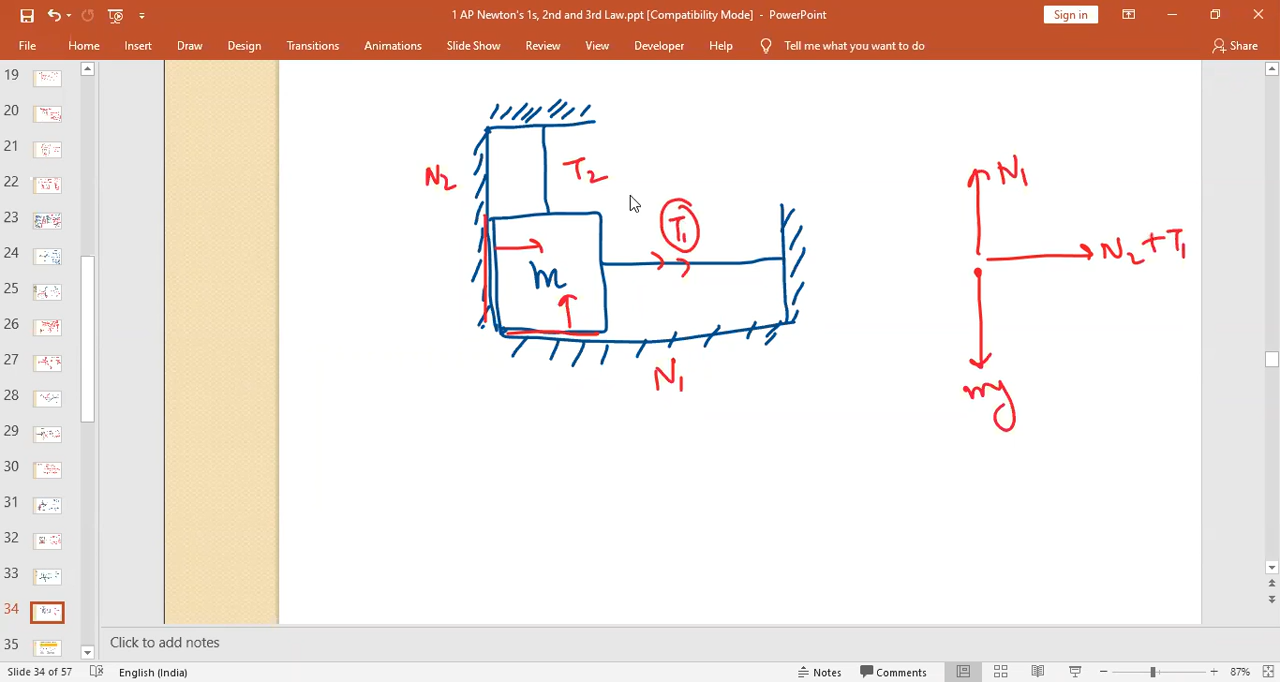 1 AP Newton's 1s, 2nd and 3rd Law.ppt [Compatibility Mode] - PowerPoint
Sign in
File Home Insert Draw Design Transitions Animations Slide Show Review View Developer Help Tell me what you want to do Share
19
20
21
22
23
24
25
26
27
28
29
30
31
32
33
34
35
N2
T2
T1
m
N1
N1
N2 + T1
mg
Click to add notes
Slide 34 of 57 English (India) Notes Comments 87%